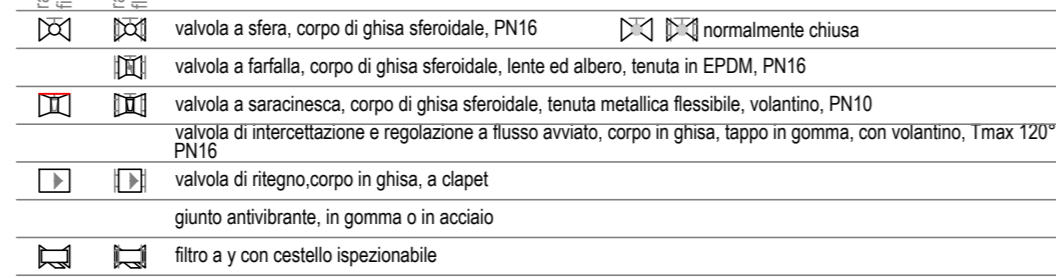 valvola a sfera, corpo di ghisa sferoidale, PN16
normalmente chiusa
valvola a farfalla, corpo di ghisa sferoidale, lente ed albero, tenuta in EPDM, PN16
valvola a saracinesca, corpo di ghisa sferoidale, tenuta metallica flessibile, volantino, PN10
valvola di intercettazione e regolazione a flusso avviato, corpo in ghisa, tappo in gomma, con volantino, Tmax 120°
PN16
valvola di ritegno,corpo in ghisa, a clapet
giunto antivibrante, in gomma o in acciaio
filtro a y con cestello ispezionabile